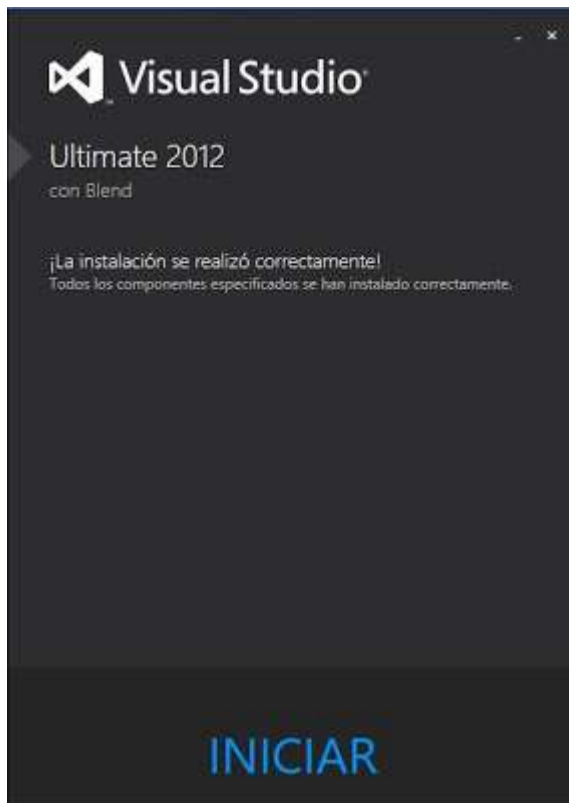 Visual Studio
Ultimate 2012
con Blend
¡La instalación se realizó correctamente!
Todos los componentes especificados se han instalado correctamente.
INICIAR